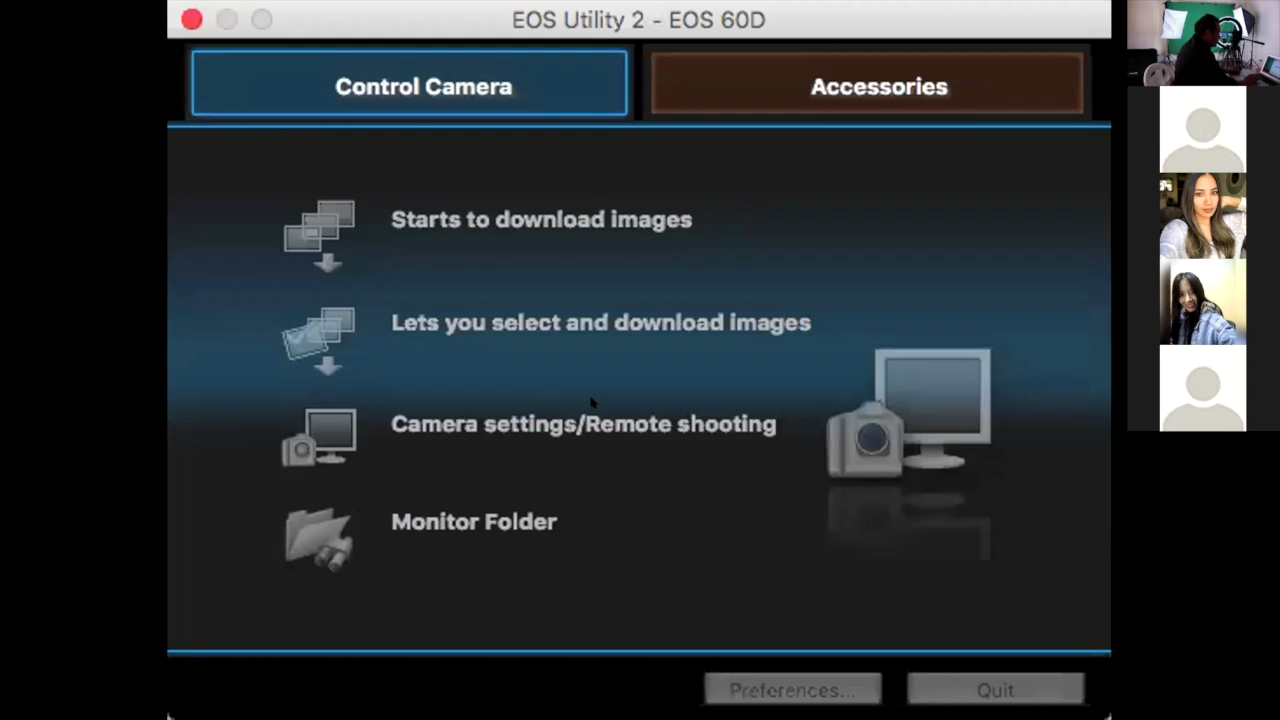 EOS Utility 2 - EOS 60D
Control Camera
Accessories
Starts to download images
Lets you select and download images
Camera settings/Remote shooting
Monitor Folder
Preferences...
Quit